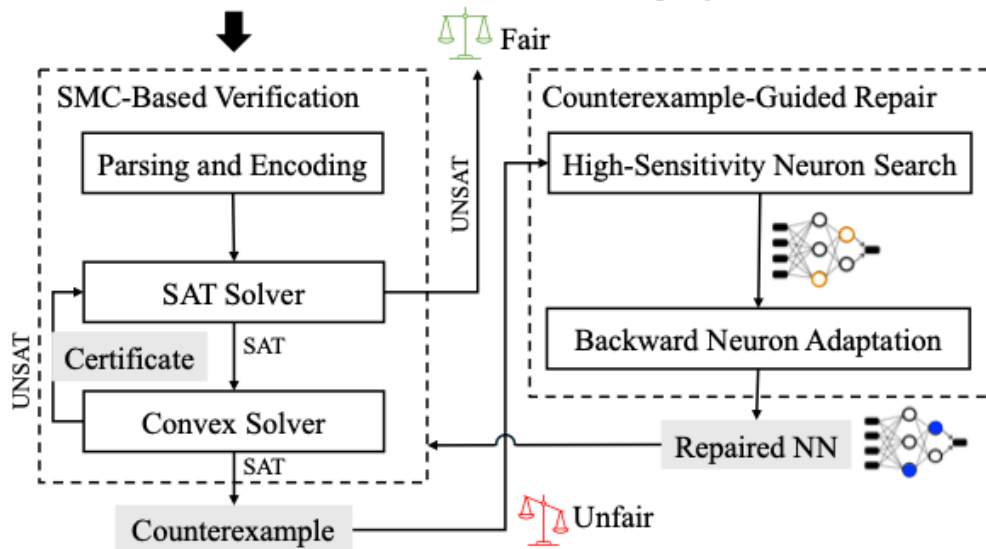 Fair
SMC-Based Verification
Counterexample-Guided Repair
Parsing and Encoding
High-Sensitivity Neuron Search
UNSAT
SAT Solver
Backward Neuron Adaptation
SAT
Certificate
UNSAT
Convex Solver
Repaired NN
SAT
Counterexample
Unfair